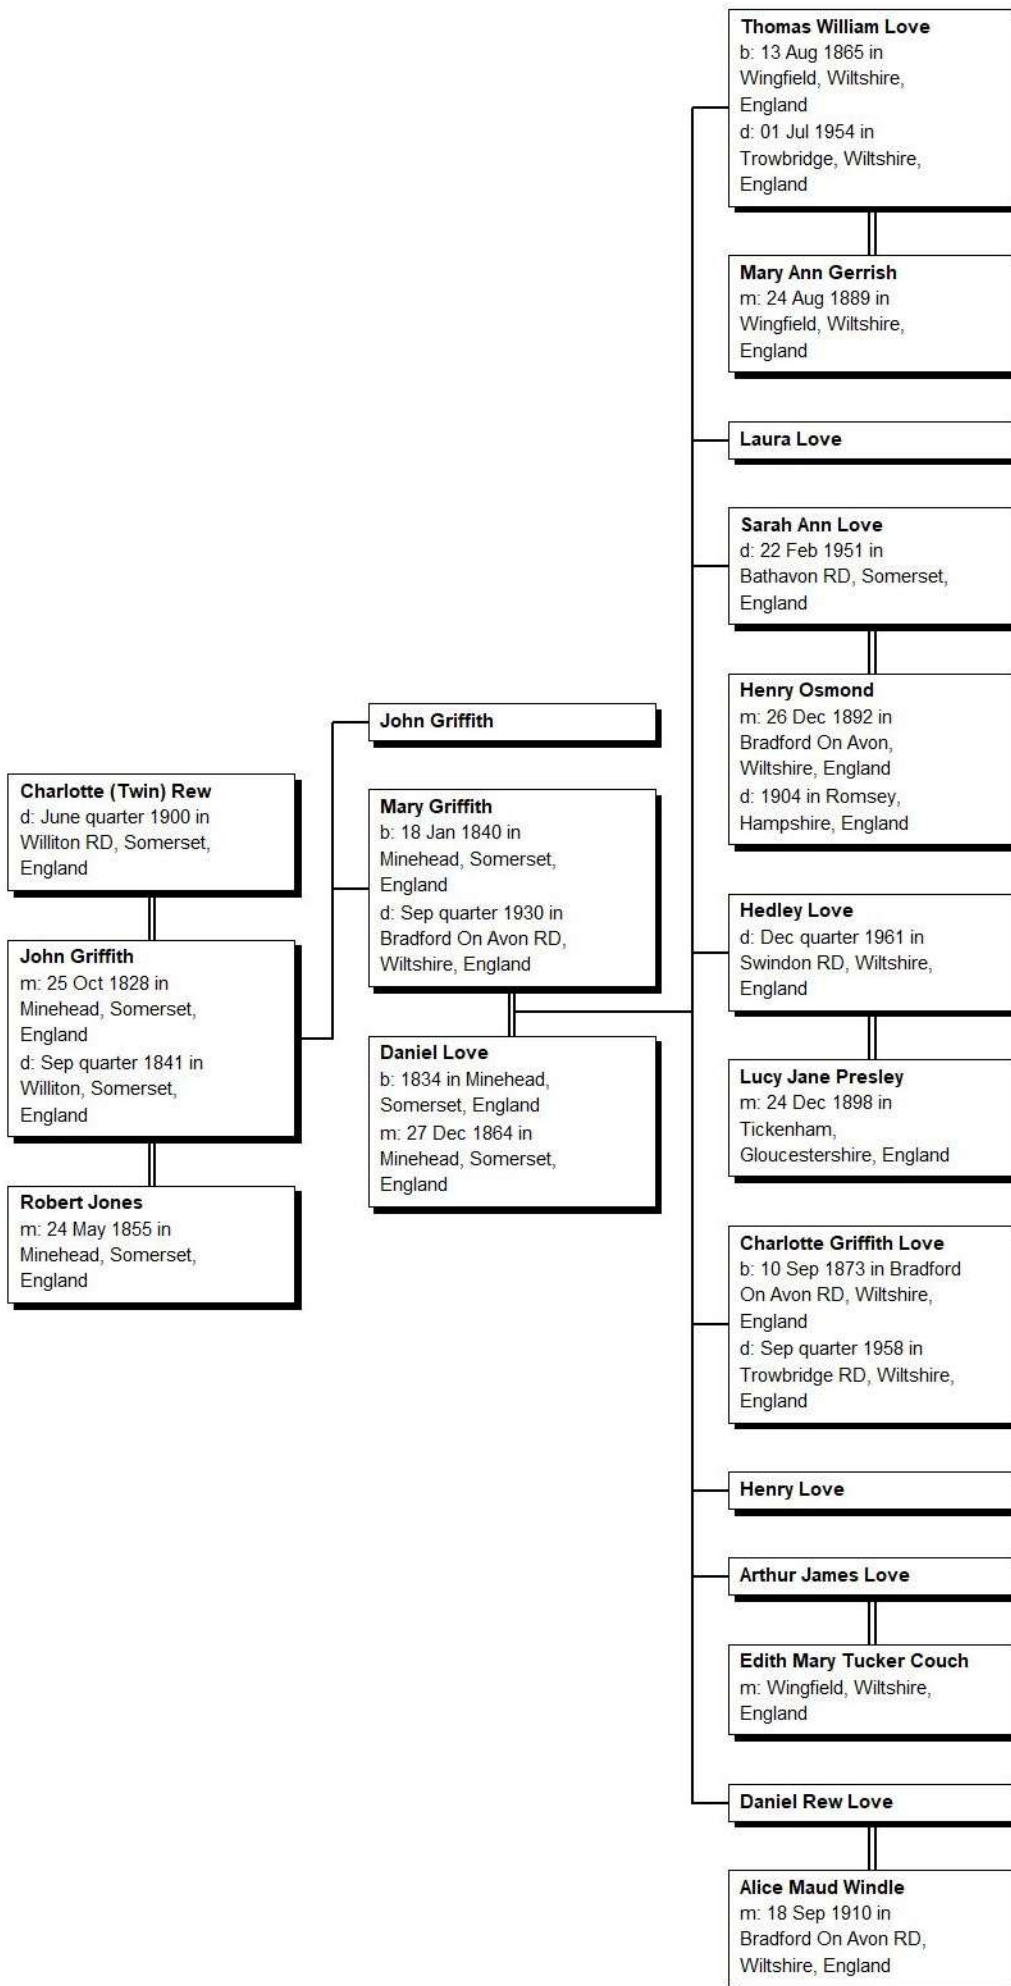 Charlotte (Twin) Rew
d: June quarter 1900 in
Williton RD, Somerset,
England
John Griffith
m: 25 Oct 1828 in
Minehead, Somerset,
England
d: Sep quarter 1841 in
Williton, Somerset,
England
Robert Jones
m: 24 May 1855 in
Minehead, Somerset,
England
John Griffith
Mary Griffith
b: 18 Jan 1840 in
Minehead, Somerset,
England
d: Sep quarter 1930 in
Bradford On Avon RD,
Wiltshire, England
Daniel Love
b: 1834 in Minehead,
Somerset, England
m: 27 Dec 1864 in
Minehead, Somerset,
England
Thomas William Love
b: 13 Aug 1865 in
Wingfield, Wiltshire,
England
d: 01 Jul 1954 in
Trowbridge, Wiltshire,
England
Mary Ann Gerrish
m: 24 Aug 1889 in
Wingfield, Wiltshire,
England
Laura Love
Sarah Ann Love
d: 22 Feb 1951 in
Bathavon RD, Somerset,
England
Henry Osmond
m: 26 Dec 1892 in
Bradford On Avon,
Wiltshire, England
d: 1904 in Romsey,
Hampshire, England
Hedley Love
d: Dec quarter 1961 in
Swindon RD, Wiltshire,
England
Lucy Jane Presley
m: 24 Dec 1898 in
Tickenham,
Gloucestershire, England
Charlotte Griffith Love
b: 10 Sep 1873 in Bradford
On Avon RD, Wiltshire,
England
d: Sep quarter 1958 in
Trowbridge RD, Wiltshire,
England
Henry Love
Arthur James Love
Edith Mary Tucker Couch
m: Wingfield, Wiltshire,
England
Daniel Rew Love
Alice Maud Windle
m: 18 Sep 1910 in
Bradford On Avon RD,
Wiltshire, England